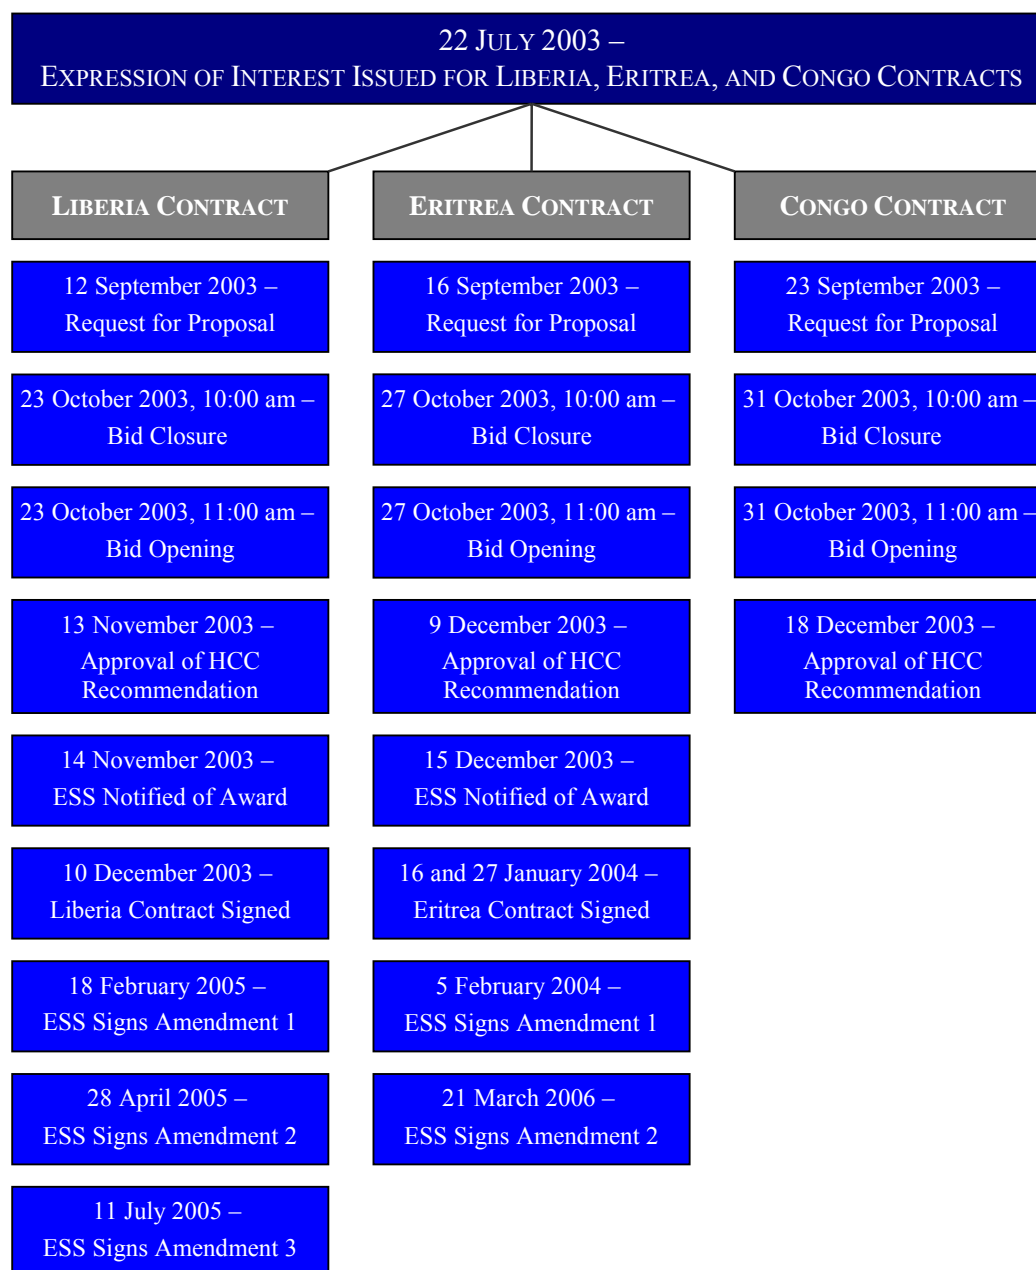 22 JULY 2003 –
EXPRESSION OF INTEREST ISSUED FOR LIBERIA, ERITREA, AND CONGO CONTRACTS
LIBERIA CONTRACT
12 September 2003 –
Request for Proposal
23 October 2003, 10:00 am –
Bid Closure
23 October 2003, 11:00 am –
Bid Opening
13 November 2003 –
Approval of HCC
Recommendation
14 November 2003 –
ESS Notified of Award
10 December 2003 –
Liberia Contract Signed
18 February 2005 –
ESS Signs Amendment 1
28 April 2005 –
ESS Signs Amendment 2
11 July 2005 –
ESS Signs Amendment 3
ERITREA CONTRACT
16 September 2003 –
Request for Proposal
27 October 2003, 10:00 am –
Bid Closure
27 October 2003, 11:00 am –
Bid Opening
9 December 2003 –
Approval of HCC
Recommendation
15 December 2003 –
ESS Notified of Award
16 and 27 January 2004 –
Eritrea Contract Signed
5 February 2004 –
ESS Signs Amendment 1
21 March 2006 –
ESS Signs Amendment 2
CONGO CONTRACT
23 September 2003 –
Request for Proposal
31 October 2003, 10:00 am –
Bid Closure
31 October 2003, 11:00 am –
Bid Opening
18 December 2003 –
Approval of HCC
Recommendation